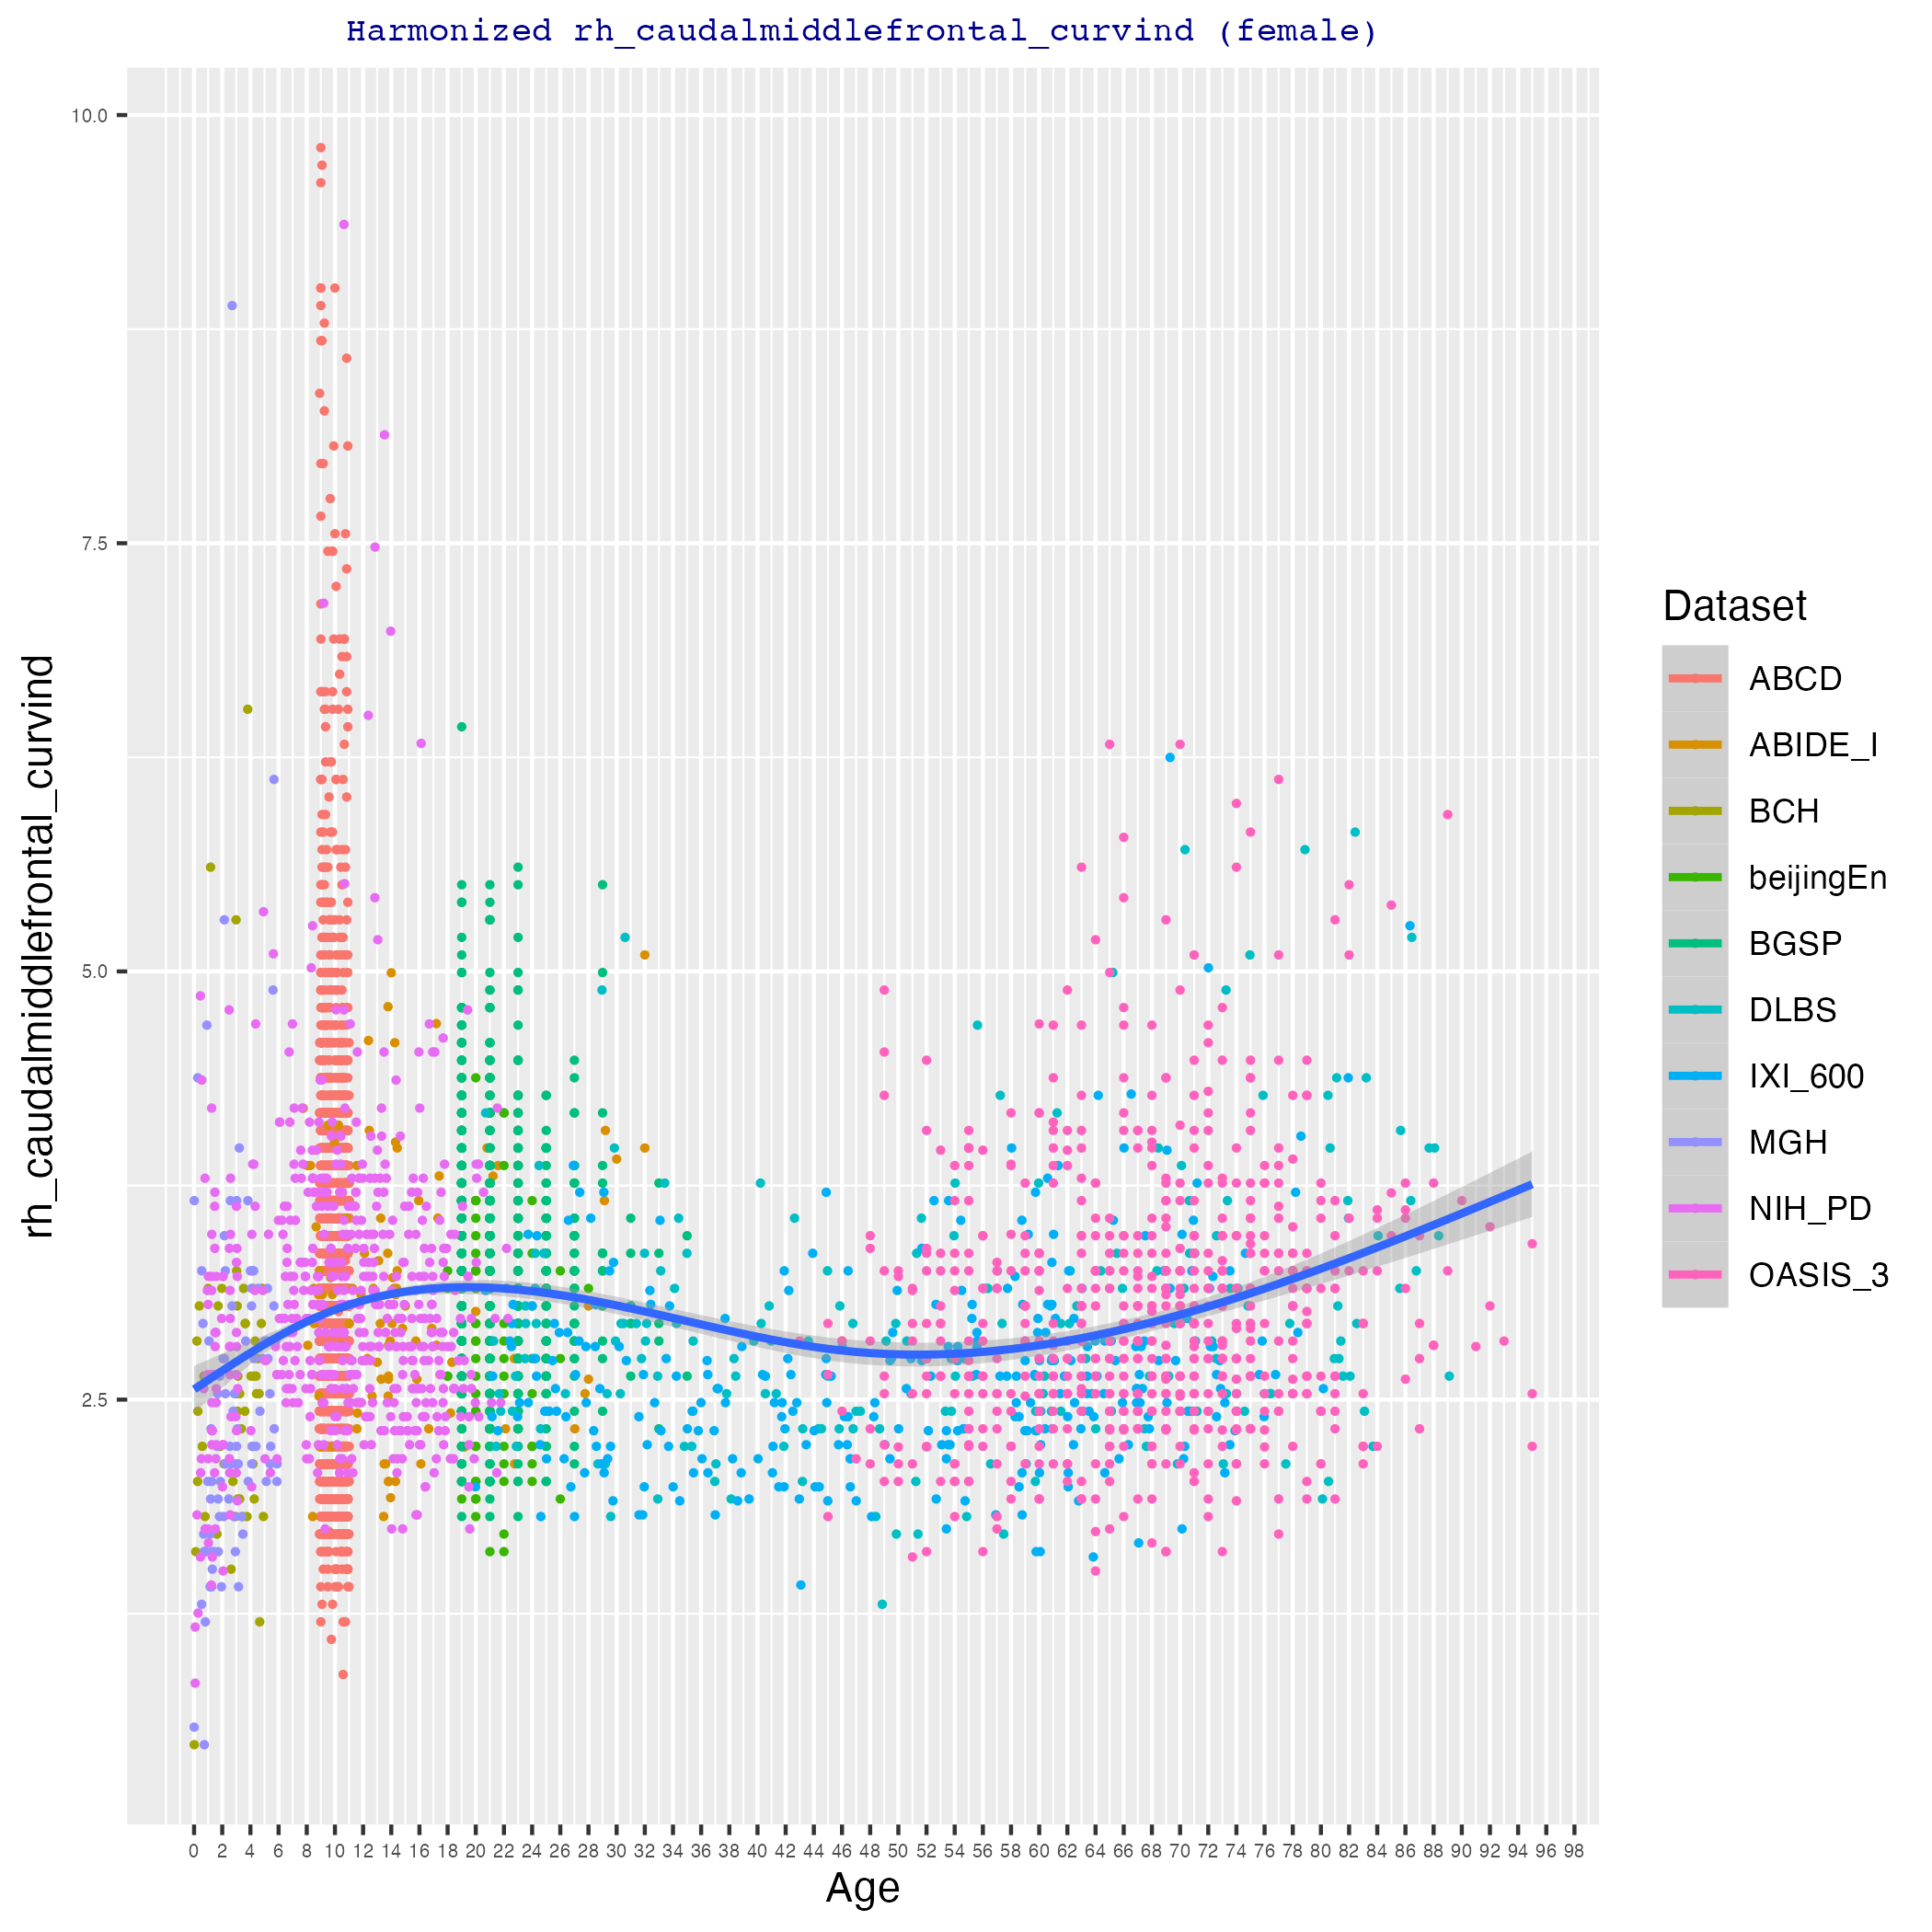 Harmonized rh_caudalmiddlefrontal_curvind (female)
10.0
7.5
5.0
2.5
rh_caudalmiddlefrontal_curvind
0 2 4 6 8 10 12 14 16 18 20 22 24 26 28 30 32 34 36 38 40 42 44 46 48 50 52 54 56 58 60 62 64 66 68 70 72 74 76 78 80 82 84 86 88 90 92 94 96 98
Age
Dataset
ABCD
ABIDE_I
BCH
beijingEn
BGSP
DLBS
IXI_600
MGH
NIH_PD
OASIS_3